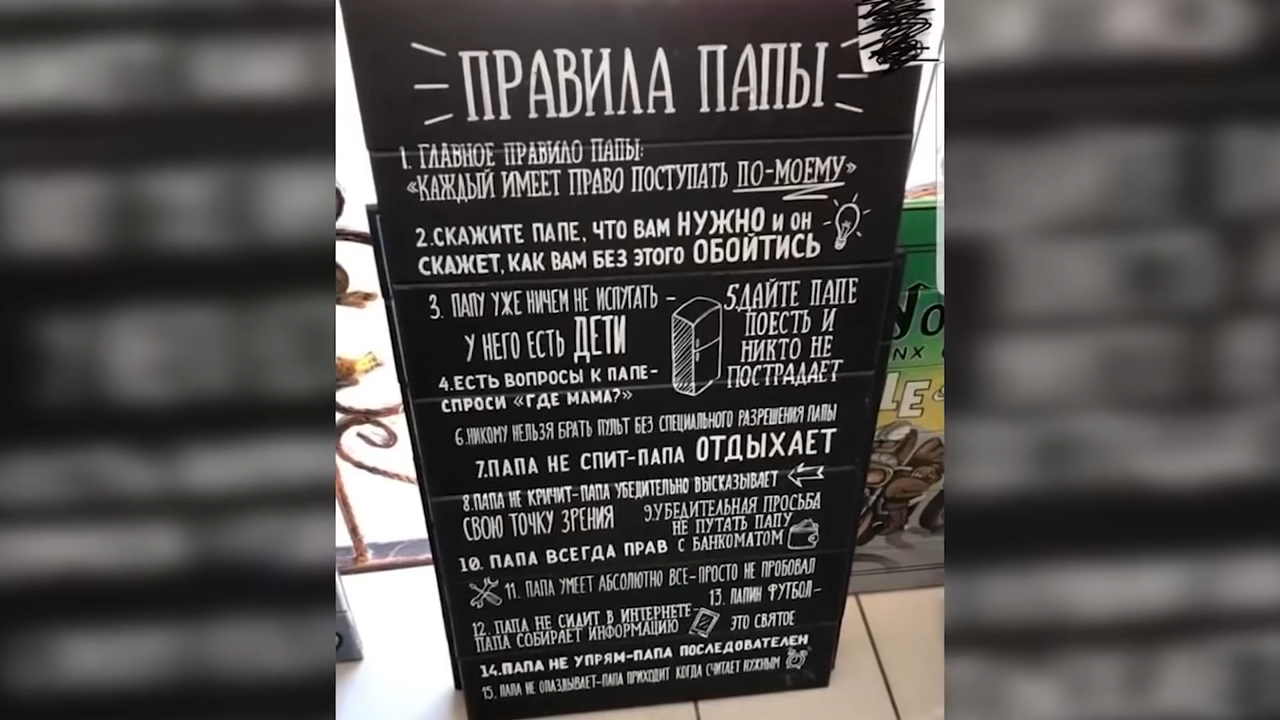 ПРАВИЛА ПАПЫ
1. ГЛАВНОЕ ПРАВИЛО ПАПЫ:
«КАЖДЫЙ ИМЕЕТ ПРАВО ПОСТУПАТЬ ПО-МОЕМУ»
2.СКАЖИТЕ ПАПЕ, ЧТО ВАМ НУЖНО И ОН
СКАЖЕТ, КАК ВАМ БЕЗ ЭТОГО ОБОЙТИСЬ
3. ПАПУ УЖЕ НИЧЕМ НЕ ИСПУГАТЬ –
У НЕГО ЕСТЬ ДЕТИ
4.ЕСТЬ ВОПРОСЫ К ПАПЕ–
СПРОСИ «ГДЕ МАМА?»
5.ДАЙТЕ ПАПЕ
ПОЕСТЬ И
НИКТО НЕ
ПОСТРАДАЕТ
6.НИКОМУ НЕЛЬЗЯ БРАТЬ ПУЛЬТ БЕЗ СПЕЦИАЛЬНОГО РАЗРЕШЕНИЯ ПАПЫ
7.ПАПА НЕ СПИТ-ПАПА ОТДЫХАЕТ
8.ПАПА НЕ КРИЧИТ-ПАПА УБЕДИТЕЛЬНО ВЫСКАЗЫВАЕТ
СВОЮ ТОЧКУ ЗРЕНИЯ
9.УБЕДИТЕЛЬНАЯ ПРОСЬБА
НЕ ПУТАТЬ ПАПУ
С БАНКОМАТОМ
10. ПАПА ВСЕГДА ПРАВ
11. ПАПА УМЕЕТ АБСОЛЮТНО ВСЕ-ПРОСТО НЕ ПРОБОВАЛ
12. ПАПА НЕ СИДИТ В ИНТЕРНЕТЕ–
ПАПА СОБИРАЕТ ИНФОРМАЦИЮ
13. ПАПИН ФУТБОЛ–
ЭТО СВЯТОЕ
14.ПАПА НЕ УПРЯМ-ПАПА ПОСЛЕДОВАТЕЛЕН
15. ПАПА НЕ ОПАЗДЫВАЕТ-ПАПА ПРИХОДИТ КОГДА СЧИТАЕТ НУЖНЫМ